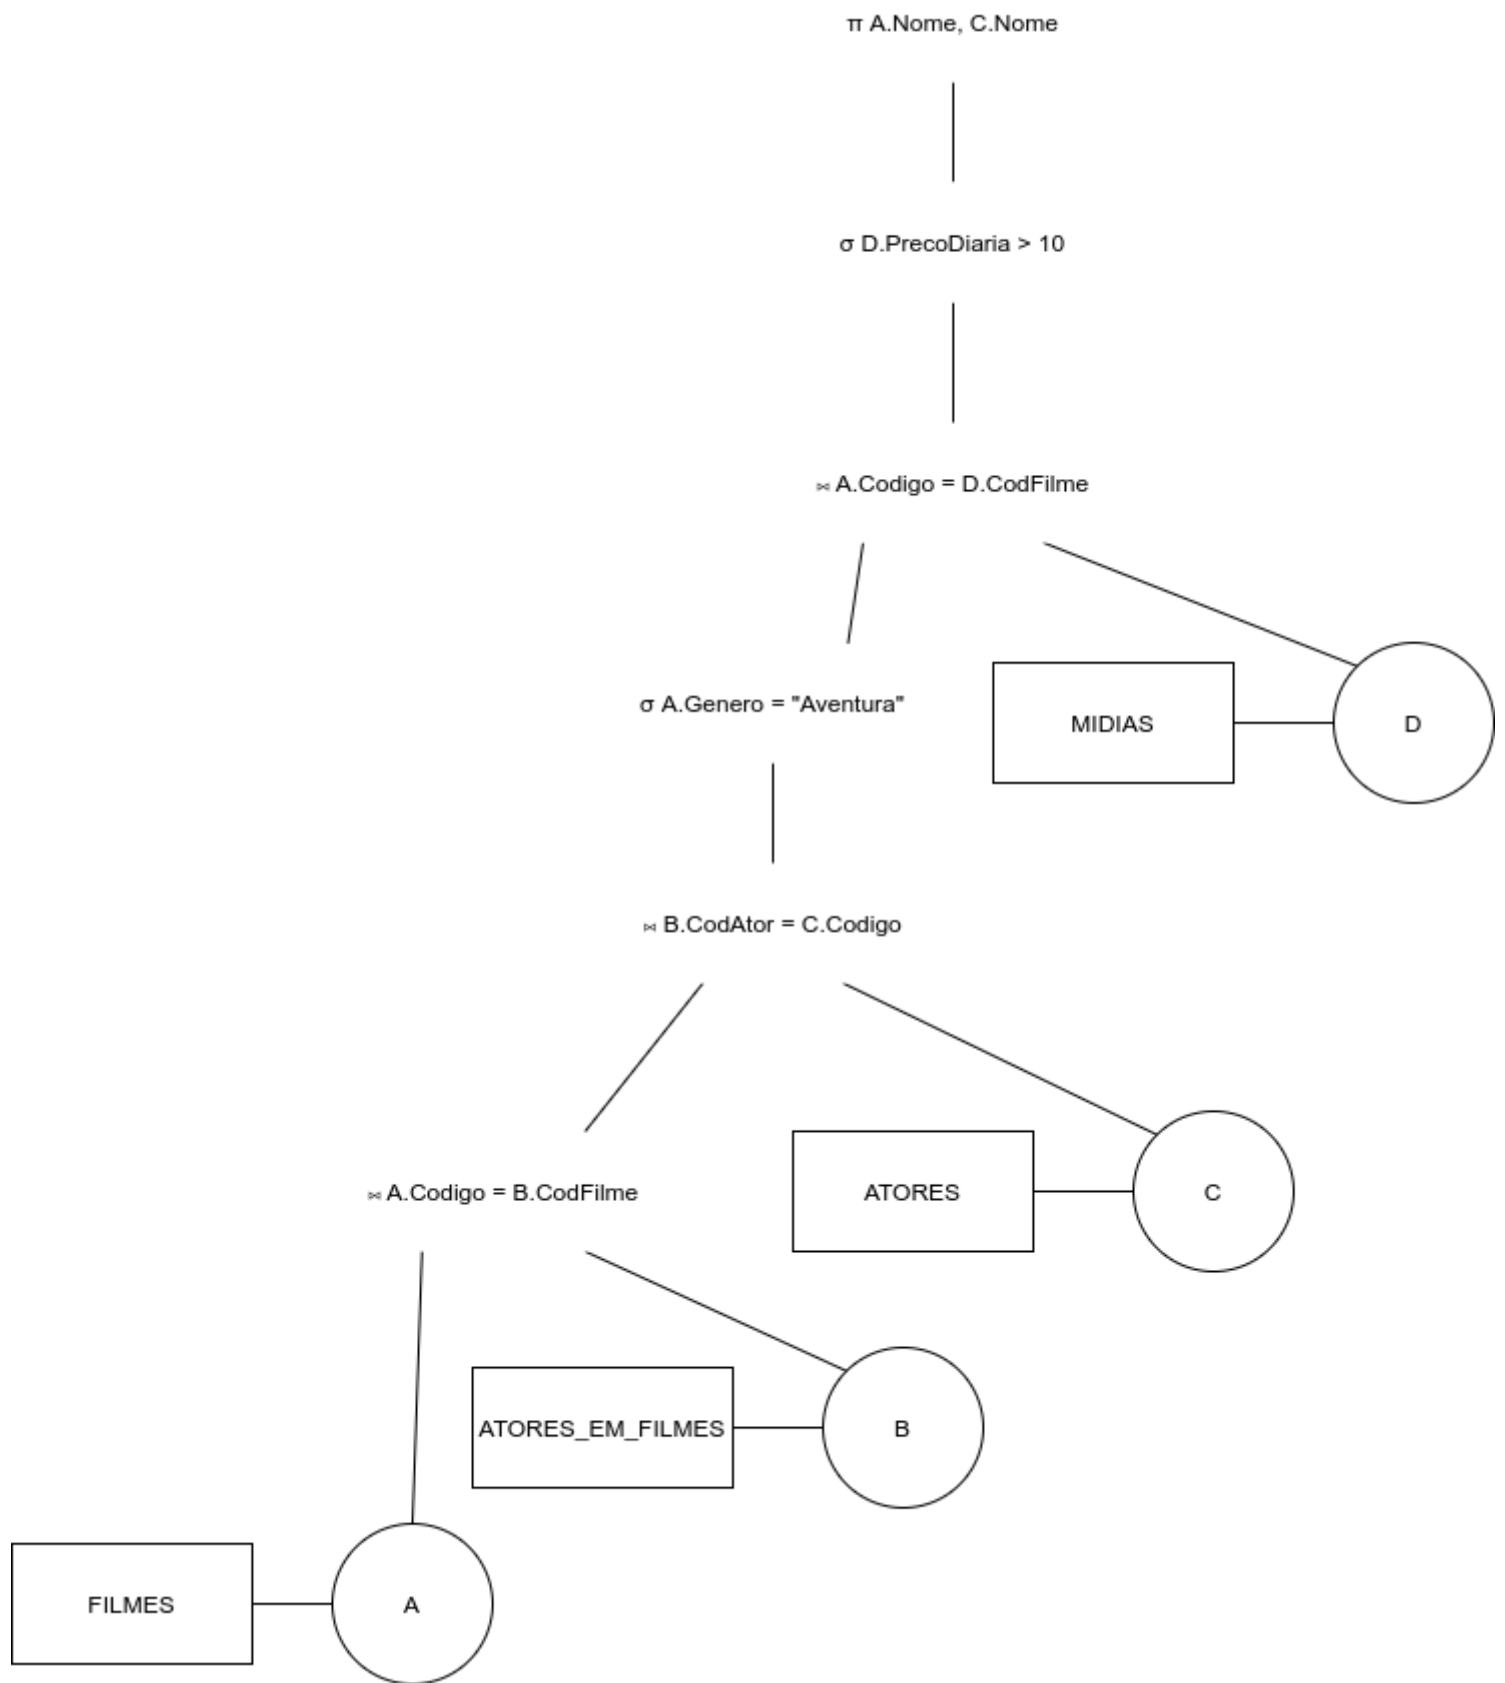 π A.Nome, C.Nome
σ D.PrecoDiaria > 10
⋈ A.Codigo = D.CodFilme
σ A.Genero = "Aventura"
MIDIAS
D
⋈ B.CodAtor = C.Codigo
⋈ A.Codigo = B.CodFilme
ATORES
C
ATORES_EM_FILMES
B
FILMES
A